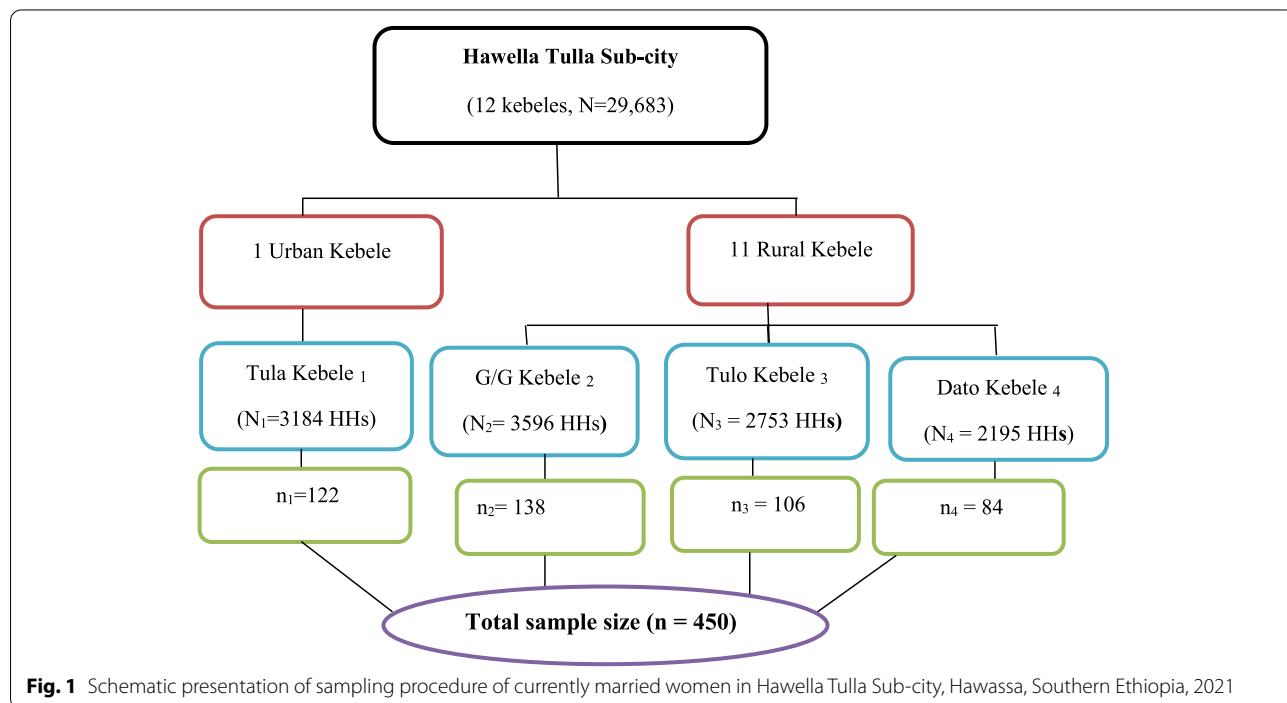 Hawella Tulla Sub-city
(12 kebeles, N=29,683)
1 Urban Kebele
11 Rural Kebele
Tula Kebele 1
(N1=3184 HHs)
G/G Kebele 2
(N2= 3596 HHs)
Tulo Kebele 3
(N3 = 2753 HHs)
Dato Kebele 4
(N4 = 2195 HHs)
n1=122
n2= 138
n3 = 106
n4 = 84
Total sample size (n = 450)
Fig. 1 Schematic presentation of sampling procedure of currently married women in Hawella Tulla Sub-city, Hawassa, Southern Ethiopia, 2021